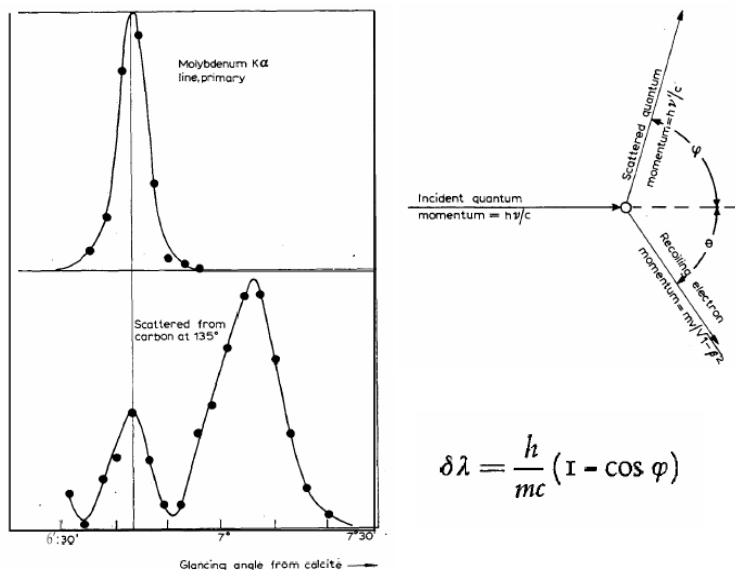 Molybdenum Kα
line, primary
Scattered from
carbon at 135°
6°30'
7°
7°30'
Glancing angle from calcite
Incident quantum
momentum = hν/c
Scattered quantum
momentum = hν'/c
φ
θ
Recoiling electron
momentum = mv/√1-β²
δλ = h/mc (1 - cos φ)